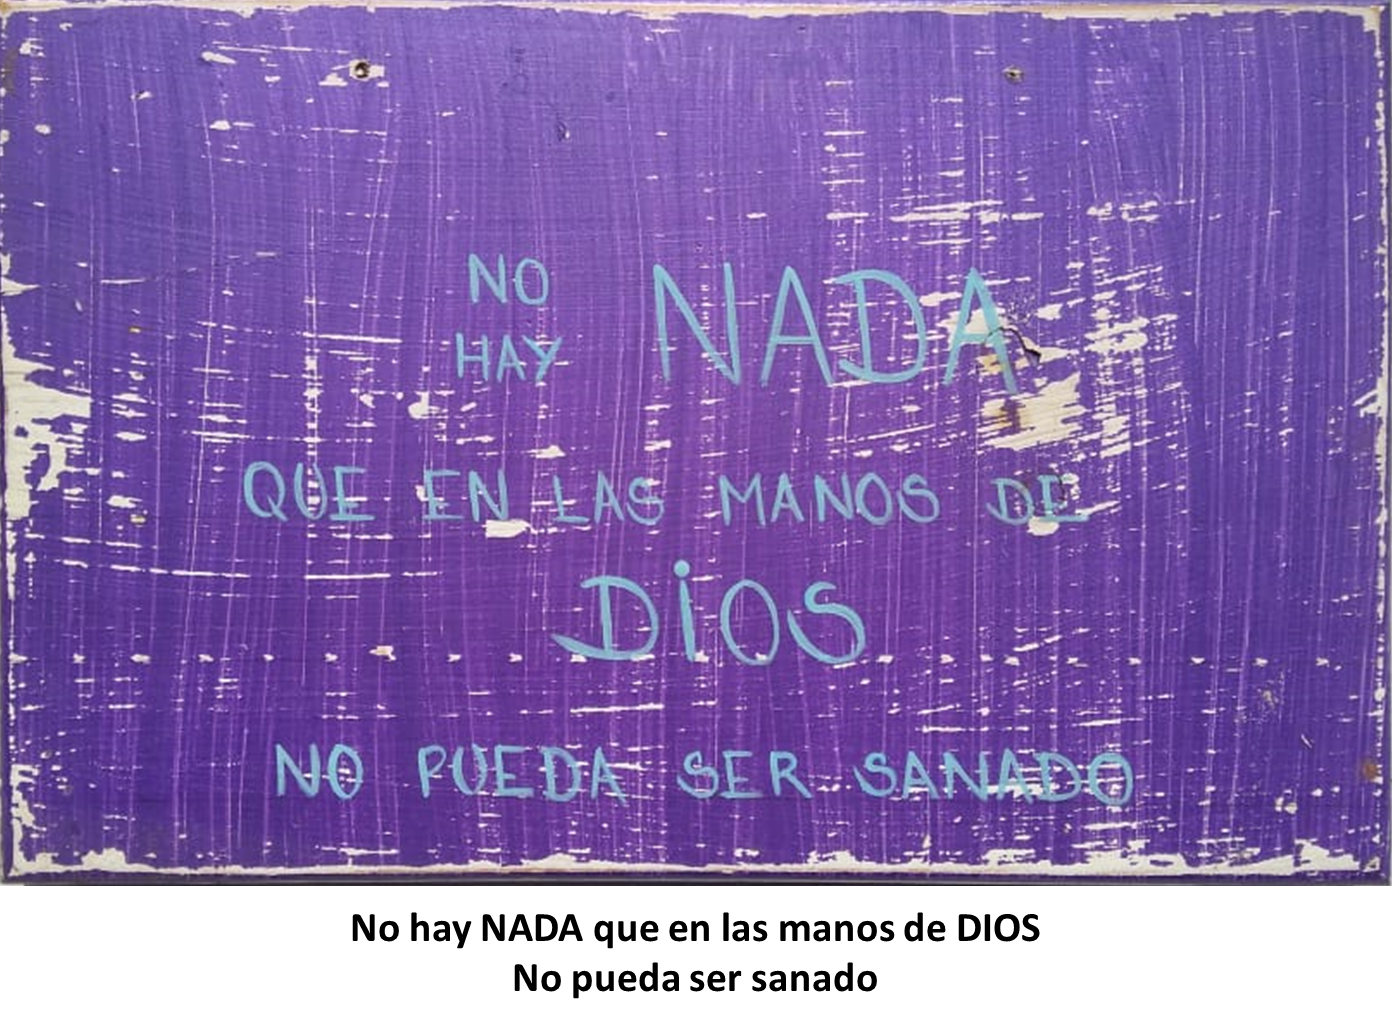 NO
HAY NADA
QUE EN LAS MANOS DE
DiOS
NO PUEDA SER SANADO
No hay NADA que en las manos de DIOS
No pueda ser sanado